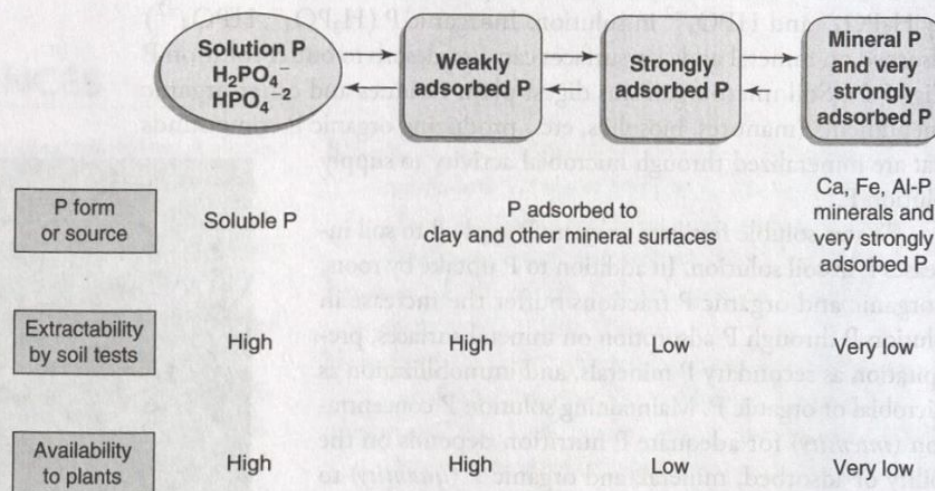 Solution P
H₂PO₄⁻
HPO₄⁻²
Weakly
adsorbed P
Strongly
adsorbed P
Mineral P
and very
strongly
adsorbed P
P form
or source
Soluble P
P adsorbed to
clay and other mineral surfaces
Ca, Fe, Al-P
minerals and
very strongly
adsorbed P
Extractability
by soil tests
High
High
Low
Very low
Availability
to plants
High
High
Low
Very low